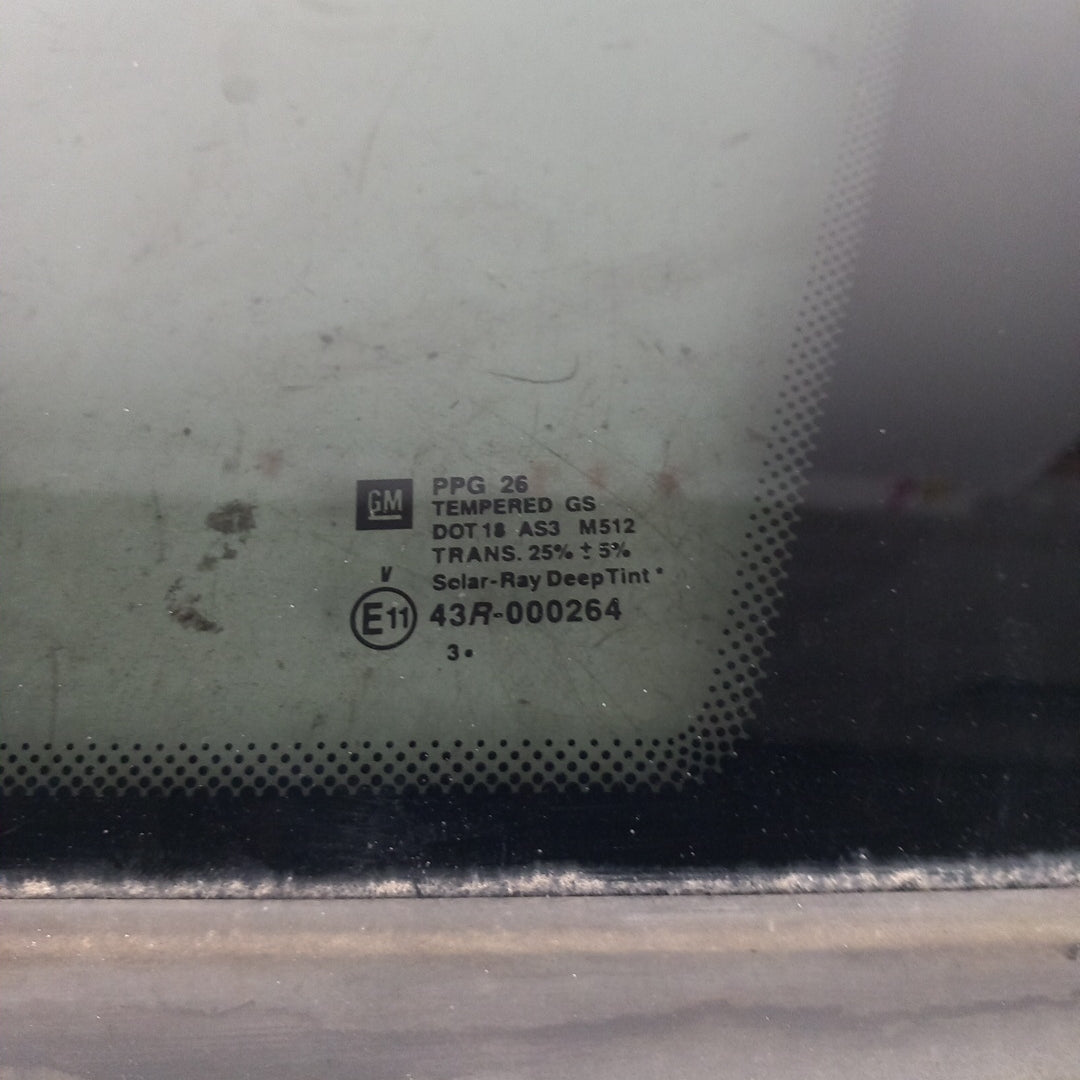 GM
PPG 26
TEMPERED GS
DOT 18 AS3 M512
TRANS. 25% ± 5%
V Solar-Ray DeepTint*
E11 43R-000264
3•